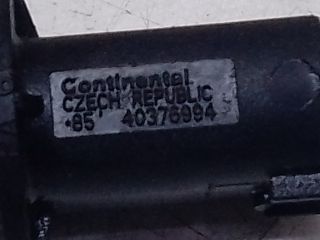 Continental
CZECH REPUBLIC
'85' 40376994